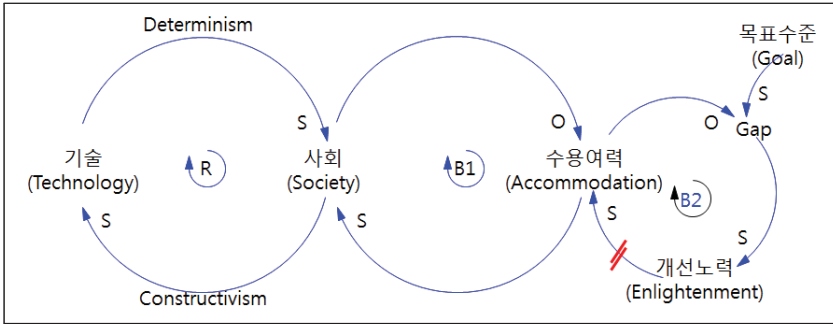 Determinism
목표수준
(Goal)
S
S
O
O
Gap
기술
(Technology)
R
사회
(Society)
B1
수용여력
(Accommodation)
B2
S
S
S
S
개선노력
(Enlightenment)
Constructivism